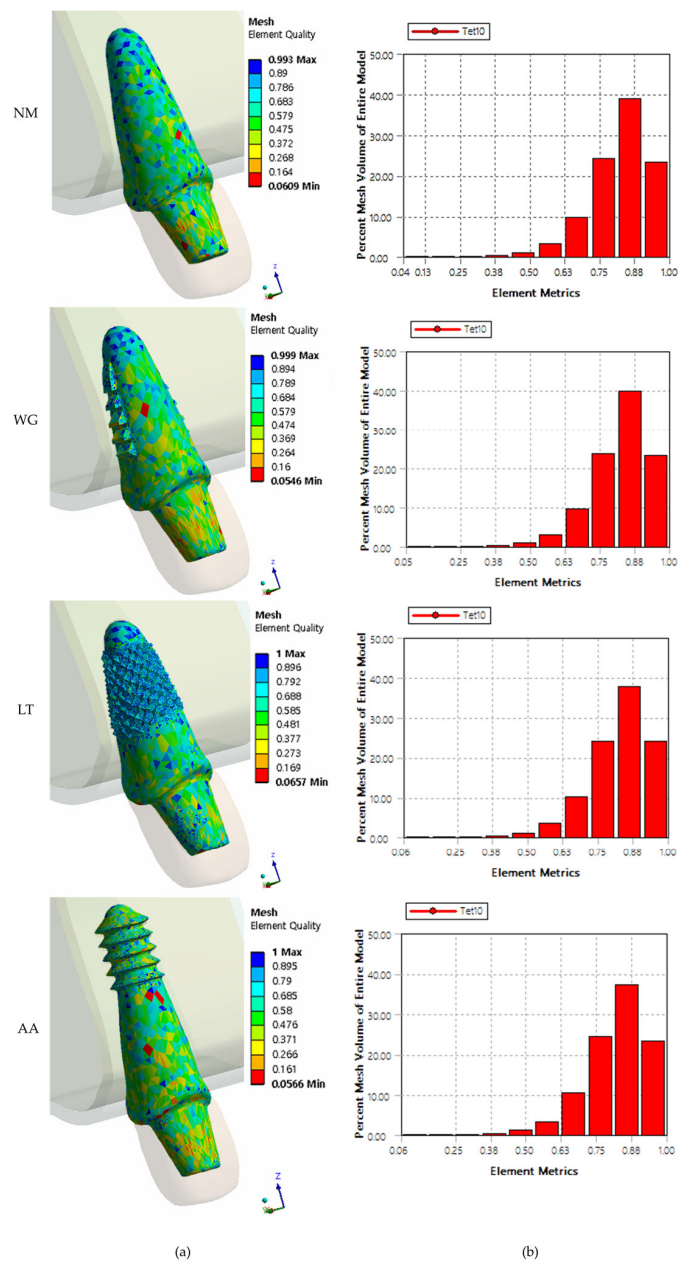 NM
Mesh
Element Quality
0.993 Max
0.89
0.786
0.683
0.579
0.475
0.372
0.268
0.164
0.0609 Min
Z
Tet10
Percent Mesh Volume of Entire Model
50.00
40.00
30.00
20.00
10.00
0.00
0.04 0.13 0.25 0.38 0.50 0.63 0.75 0.88 1.00
Element Metrics
WG
Mesh
Element Quality
0.999 Max
0.894
0.789
0.684
0.579
0.474
0.369
0.264
0.16
0.0546 Min
Z
Tet10
Percent Mesh Volume of Entire Model
50.00
40.00
30.00
20.00
10.00
0.00
0.05 0.25 0.38 0.50 0.63 0.75 0.88 1.00
Element Metrics
LT
Mesh
Element Quality
1 Max
0.896
0.792
0.688
0.585
0.481
0.377
0.273
0.169
0.0657 Min
Z
Tet10
Percent Mesh Volume of Entire Model
50.00
40.00
30.00
20.00
10.00
0.00
0.06 0.25 0.38 0.50 0.63 0.75 0.88 1.00
Element Metrics
AA
Mesh
Element Quality
1 Max
0.895
0.79
0.685
0.58
0.476
0.371
0.266
0.161
0.0566 Min
Z
Tet10
Percent Mesh Volume of Entire Model
50.00
40.00
30.00
20.00
10.00
0.00
0.06 0.25 0.38 0.50 0.63 0.75 0.88 1.00
Element Metrics
(a)
(b)